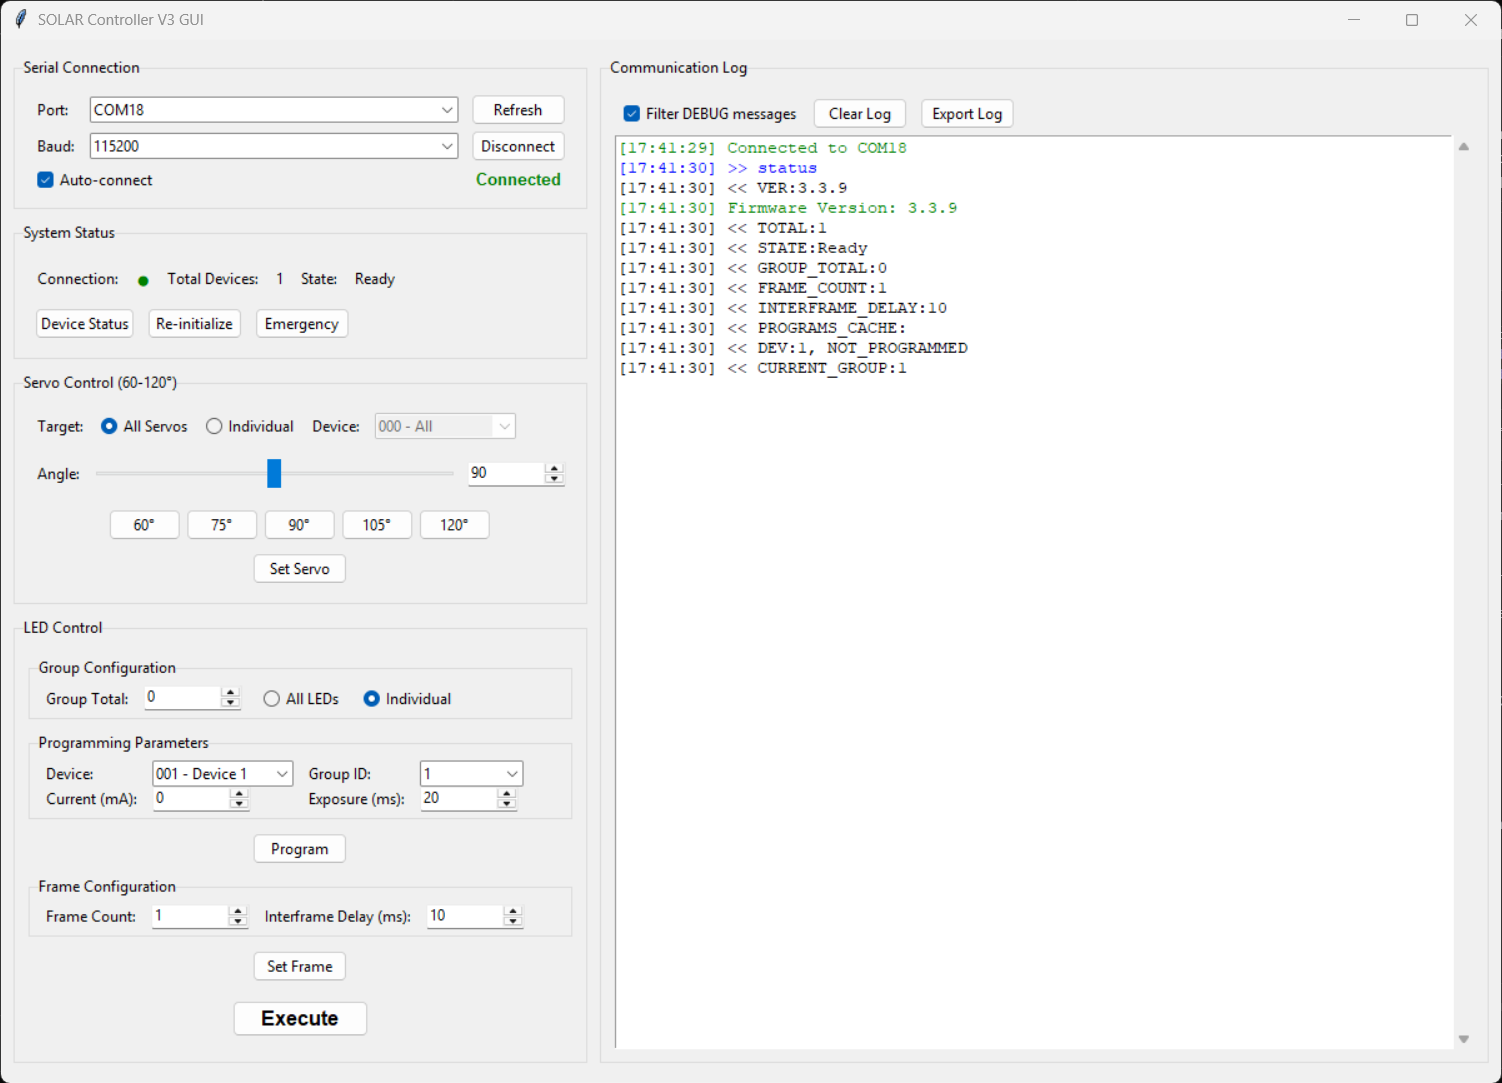 SOLAR Controller V3 GUI
Serial Connection
Port: COM18 Refresh
Baud: 115200 Disconnect
Auto-connect Connected
System Status
Connection: Total Devices: 1 State: Ready
Device Status Re-initialize Emergency
Servo Control (60-120°)
Target: All Servos Individual Device: 000 - All
Angle: 90
60° 75° 90° 105° 120°
Set Servo
LED Control
Group Configuration
Group Total: 0 All LEDs Individual
Programming Parameters
Device: 001 - Device 1 Group ID: 1
Current (mA): 0 Exposure (ms): 20
Program
Frame Configuration
Frame Count: 1 Interframe Delay (ms): 10
Set Frame
Execute
Communication Log
Filter DEBUG messages Clear Log Export Log
[17:41:29] Connected to COM18
[17:41:30] >> status
[17:41:30] << VER:3.3.9
[17:41:30] Firmware Version: 3.3.9
[17:41:30] << TOTAL:1
[17:41:30] << STATE:Ready
[17:41:30] << GROUP_TOTAL:0
[17:41:30] << FRAME_COUNT:1
[17:41:30] << INTERFRAME_DELAY:10
[17:41:30] << PROGRAMS_CACHE:
[17:41:30] << DEV:1, NOT_PROGRAMMED
[17:41:30] << CURRENT_GROUP:1